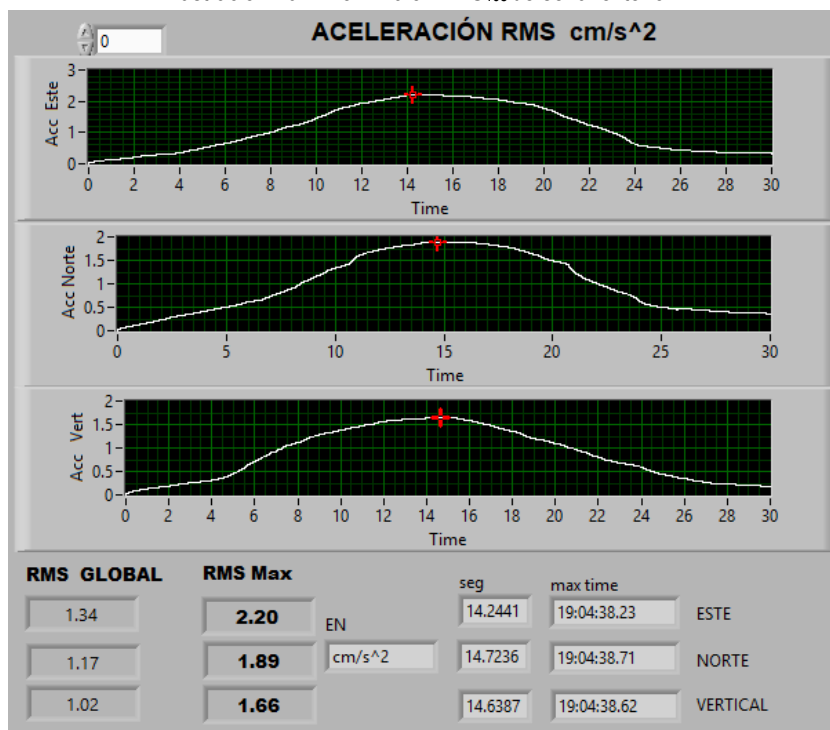 ACELERACIÓN RMS cm/s^2
0
Acc Este
3
2
1
0
0 2 4 6 8 10 12 14 16 18 20 22 24 26 28 30
Time
Acc Norte
2
1.5
1
0.5
0
0 5 10 15 20 25 30
Time
Acc Vert
2
1.5
1
0.5
0
0 2 4 6 8 10 12 14 16 18 20 22 24 26 28 30
Time
RMS GLOBAL RMS Max seg max time
1.34 2.20 EN 14.2441 19:04:38.23 ESTE
1.17 1.89 cm/s^2 14.7236 19:04:38.71 NORTE
1.02 1.66 14.6387 19:04:38.62 VERTICAL